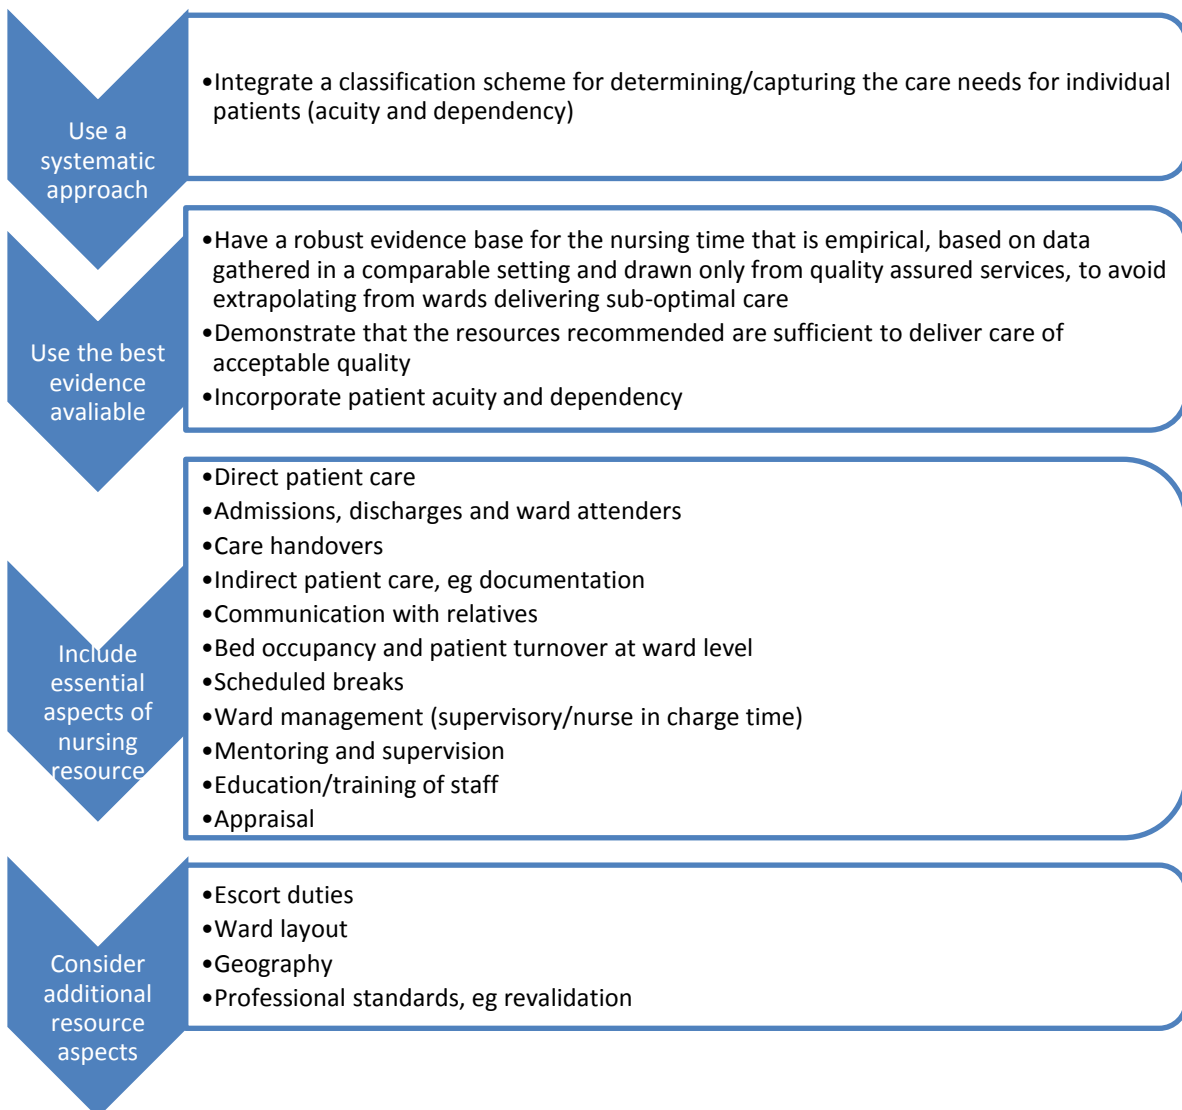 Use a
systematic
approach
•Integrate a classification scheme for determining/capturing the care needs for individual
patients (acuity and dependency)
Use the best
evidence
avaliable
•Have a robust evidence base for the nursing time that is empirical, based on data
gathered in a comparable setting and drawn only from quality assured services, to avoid
extrapolating from wards delivering sub-optimal care
•Demonstrate that the resources recommended are sufficient to deliver care of
acceptable quality
•Incorporate patient acuity and dependency
Include
essential
aspects of
nursing
resource
•Direct patient care
•Admissions, discharges and ward attenders
•Care handovers
•Indirect patient care, eg documentation
•Communication with relatives
•Bed occupancy and patient turnover at ward level
•Scheduled breaks
•Ward management (supervisory/nurse in charge time)
•Mentoring and supervision
•Education/training of staff
•Appraisal
Consider
additional
resource
aspects
•Escort duties
•Ward layout
•Geography
•Professional standards, eg revalidation